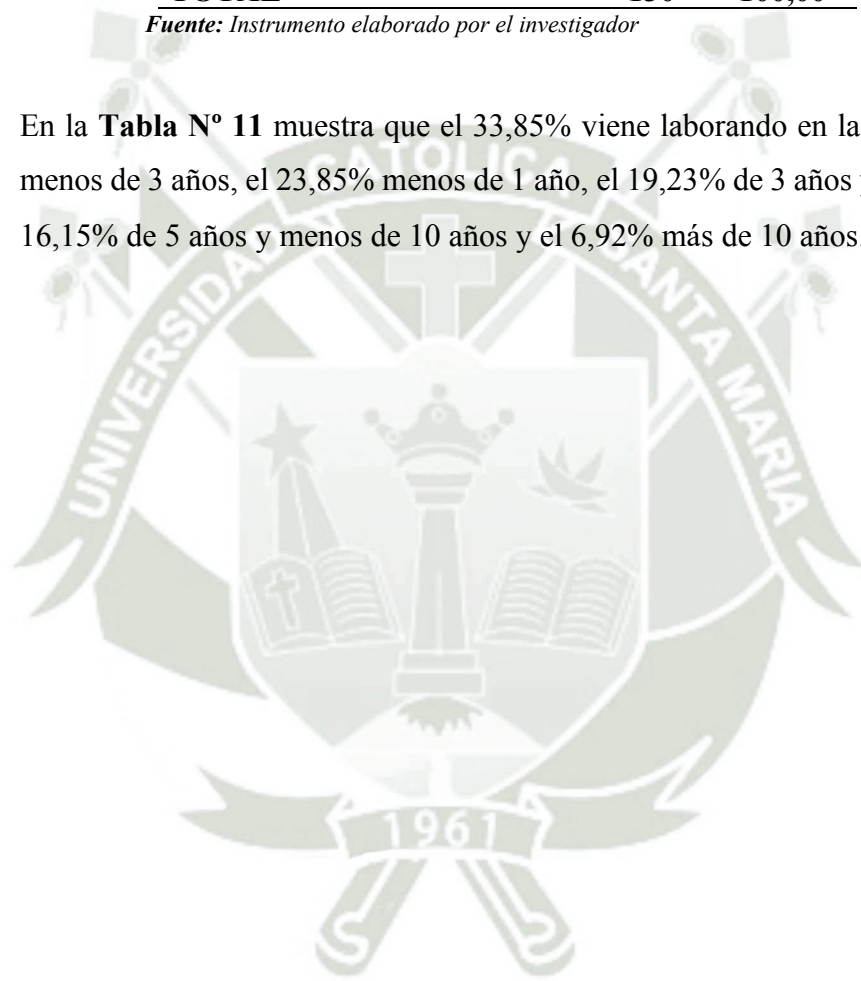 Fuente: Instrumento elaborado por el investigador
En la Tabla Nº 11 muestra que el 33,85% viene laborando en la
menos de 3 años, el 23,85% menos de 1 año, el 19,23% de 3 años
16,15% de 5 años y menos de 10 años y el 6,92% más de 10 años.
UNIVERSIDAD CATOLICA SANTA MARIA
1961